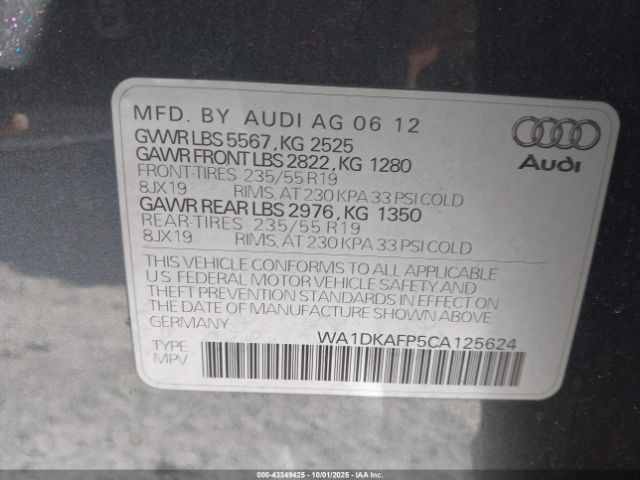 MFD. BY AUDI AG 06 12
GVWR LBS 5567, KG 2525
GAWR FRONT LBS 2822, KG 1280
FRONT-TIRES 235/55 R19
8JX19 RIMS, AT 230 KPA 33 PSI COLD
GAWR REAR LBS 2976, KG 1350
REAR-TIRES 235/55 R19
8JX19 RIMS, AT 230 KPA 33 PSI COLD
THIS VEHICLE CONFORMS TO ALL APPLICABLE
U.S. FEDERAL MOTOR VEHICLE SAFETY AND
THEFT PREVENTION STANDARDS IN EFFECT ON
THE DATE OF MANUFACTURE SHOWN ABOVE
GERMANY
WA1DKAFP5CA125624
TYPE
MPV
Audi
000-43349425 - 10/01/2025 - IAA, Inc.